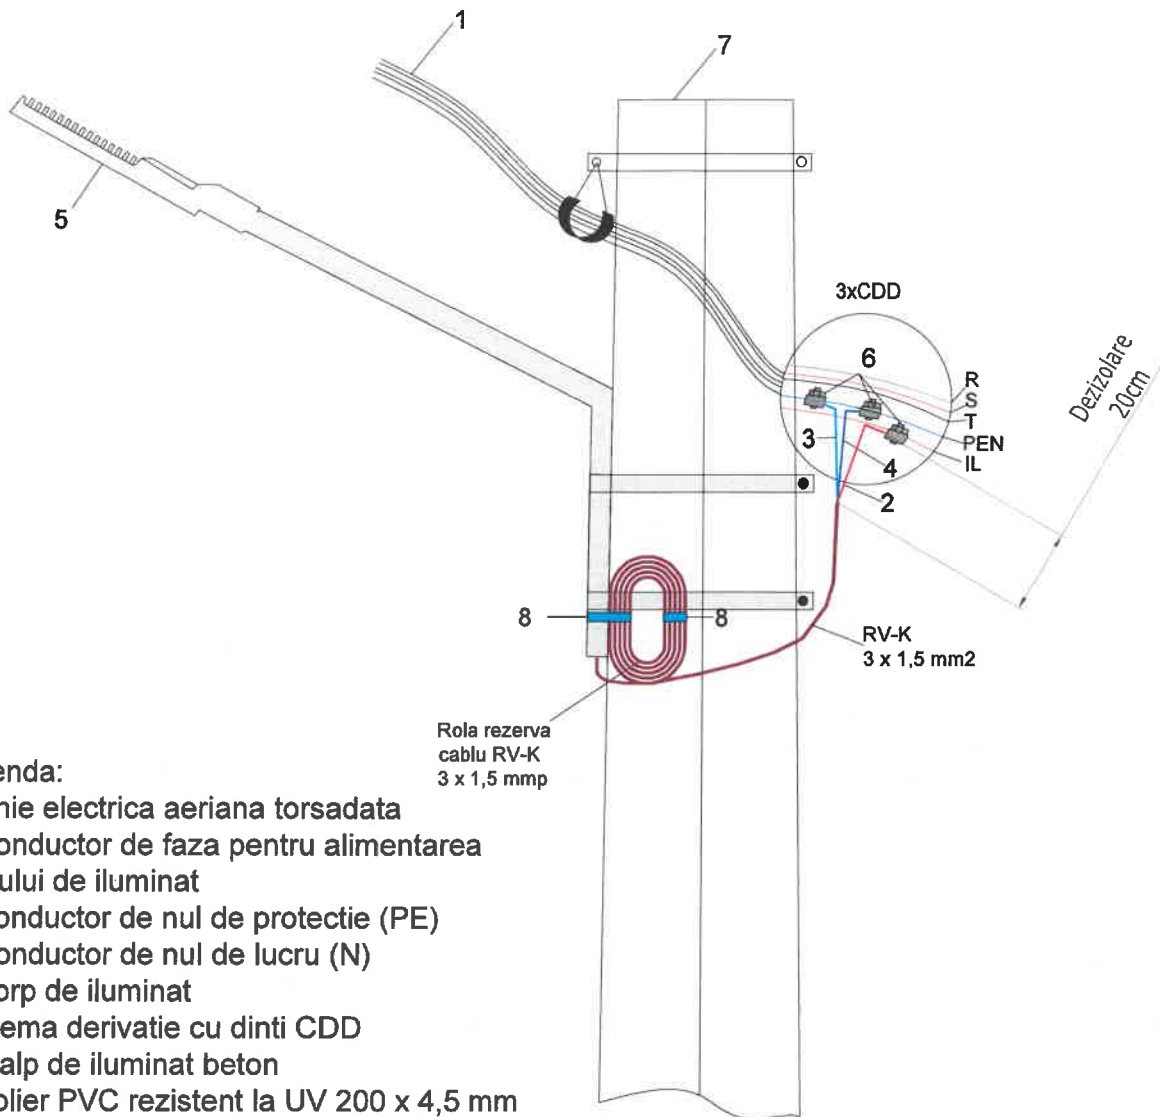 1
7
5
3xCDD
6
R
S
T
PEN
IL
Dezizolare
20cm
3
4
2
8
8
RV-K
3 x 1,5 mm2
Rola rezerva
cablu RV-K
3 x 1,5 mmp
enda:
nie electrica aeriana torsadata
onductor de faza pentru alimentarea
ului de iluminat
onductor de nul de protectie (PE)
onductor de nul de lucru (N)
orp de iluminat
ema derivatie cu dinti CDD
alp de iluminat beton
olier PVC rezistent la UV 200 x 4,5 mm